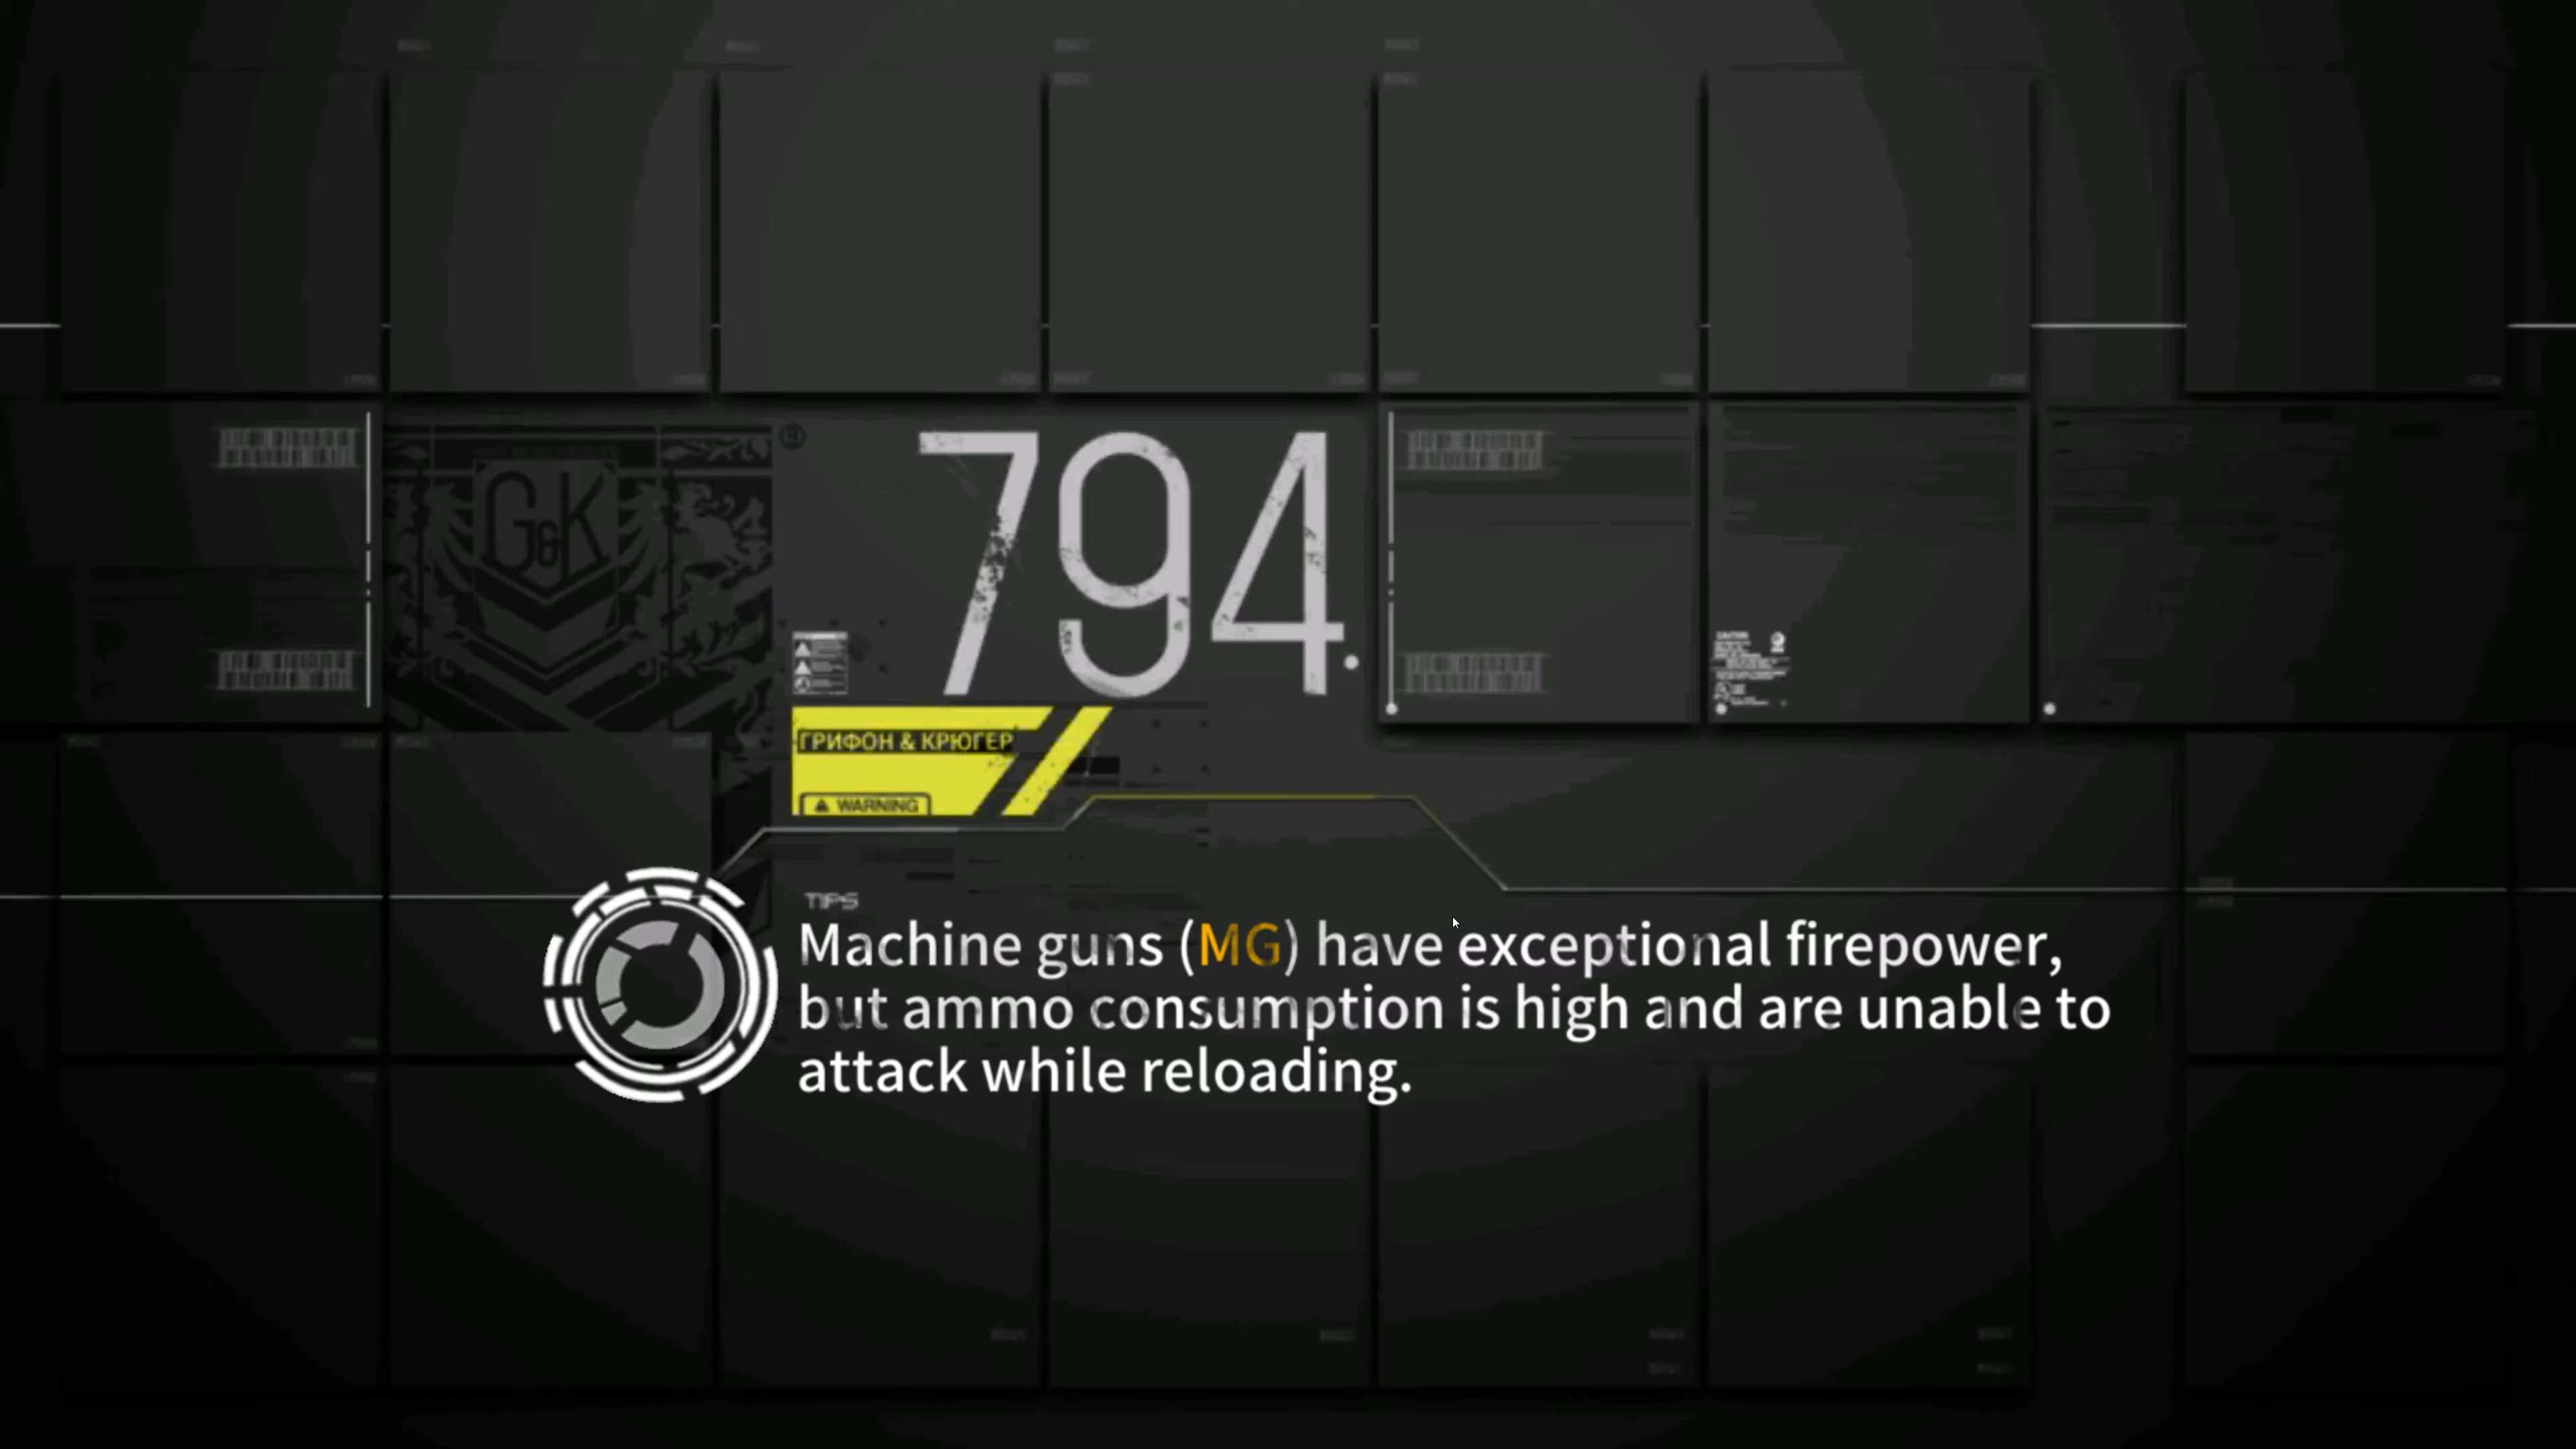 G&K
794.
ГРИФОН & КРЮГЕР
WARNING
TIPS
Machine guns (MG) have exceptional firepower,
but ammo consumption is high and are unable to
attack while reloading.
CAUTION